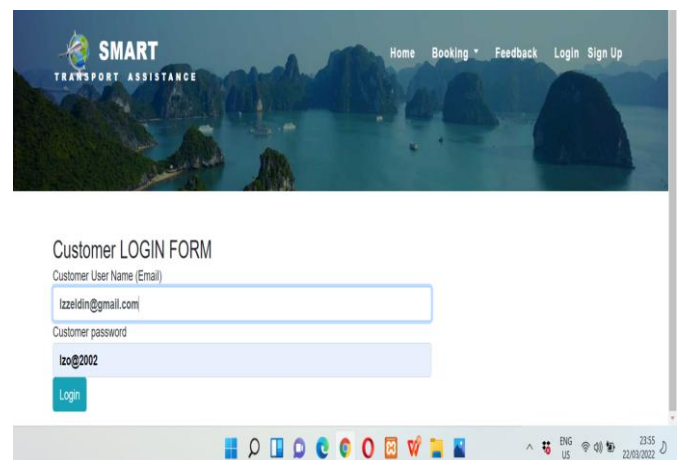 SMART
TRANSPORT ASSISTANCE
Home Booking Feedback Login Sign Up
Customer LOGIN FORM
Customer User Name (Email)
Izzeldin@gmail.com
Customer password
Izo@2002
Login
ENG
US
23:55
22/03/2022